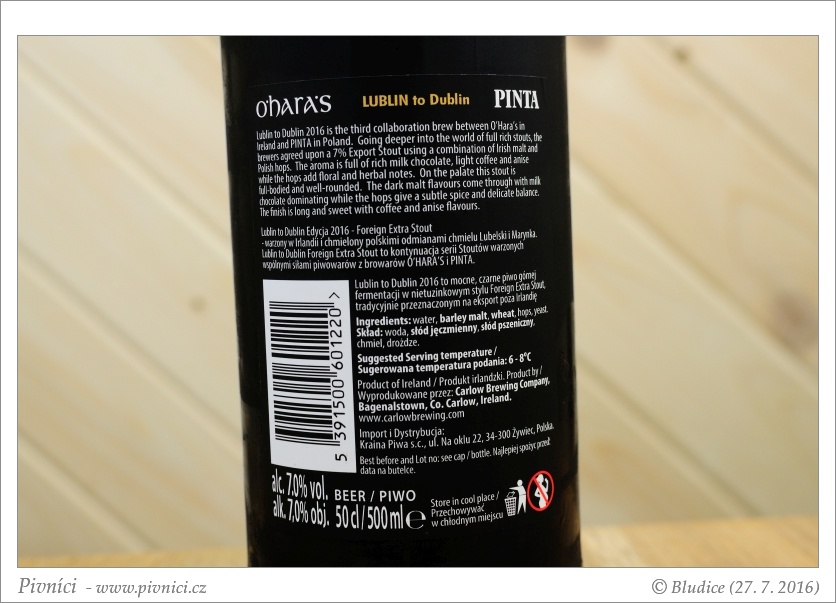 O'HARA'S LUBLIN to Dublin PINTA
Lublin to Dublin 2016 is the third collaboration brew between O'Hara's in
Ireland and PINTA in Poland. Going deeper into the world of full rich stouts, the
brewers agreed upon a 7% Export Stout using a combination of Irish malt and
Polish hops. The aroma is full of rich milk chocolate, light coffee and anise
while the hops add floral and herbal notes. On the palate this stout is
full-bodied and well-rounded. The dark malt flavours come through with milk
chocolate dominating while the hops give a subtle spice and delicate balance.
The finish is long and sweet with coffee and anise flavours.
Lublin to Dublin Edycja 2016 - Foreign Extra Stout
- warzony w Irlandii i chmielony polskimi odmianami chmielu Lubelski i Marynka.
Lublin to Dublin Foreign Extra Stout to kontynuacja serii Stoutów warzonych
wspólnymi siłami piwowarów z browarów O'HARA'S i PINTA.
Lublin to Dublin 2016 to mocne, czarne piwo górnej
fermentacji w nietuzinkowym stylu Foreign Extra Stout,
tradycyjnie przeznaczonym na eksport poza Irlandię
Ingredients: water, barley malt, wheat, hops, yeast.
Skład: woda, słód jęczmienny, słód pszeniczny,
chmiel, drożdze.
Suggested Serving temperature /
Sugerowana temperatura podania: 6 - 8°C
Product of Ireland / Produkt irlandzki. Product by /
Wyprodukowane przez: Carlow Brewing Company,
Bagenalstown, Co. Carlow, Ireland.
www.carlowbrewing.com
Import i Dystrybucja:
Kraina Piwa s.c., ul. Na oklu 22, 34-300 Żywiec, Polska.
Best before and Lot no: see cap / bottle. Najlepiej spożyc przed:
data na butelce.
5 391500 601220 >
alc. 7.0% vol.
alk. 7,0% obj.
BEER / PIWO
50 cl / 500 ml e
Store in cool place /
Przechowywać
w chłodnym miejscu
Pivníci - www.pivnici.cz
© Bludice (27. 7. 2016)